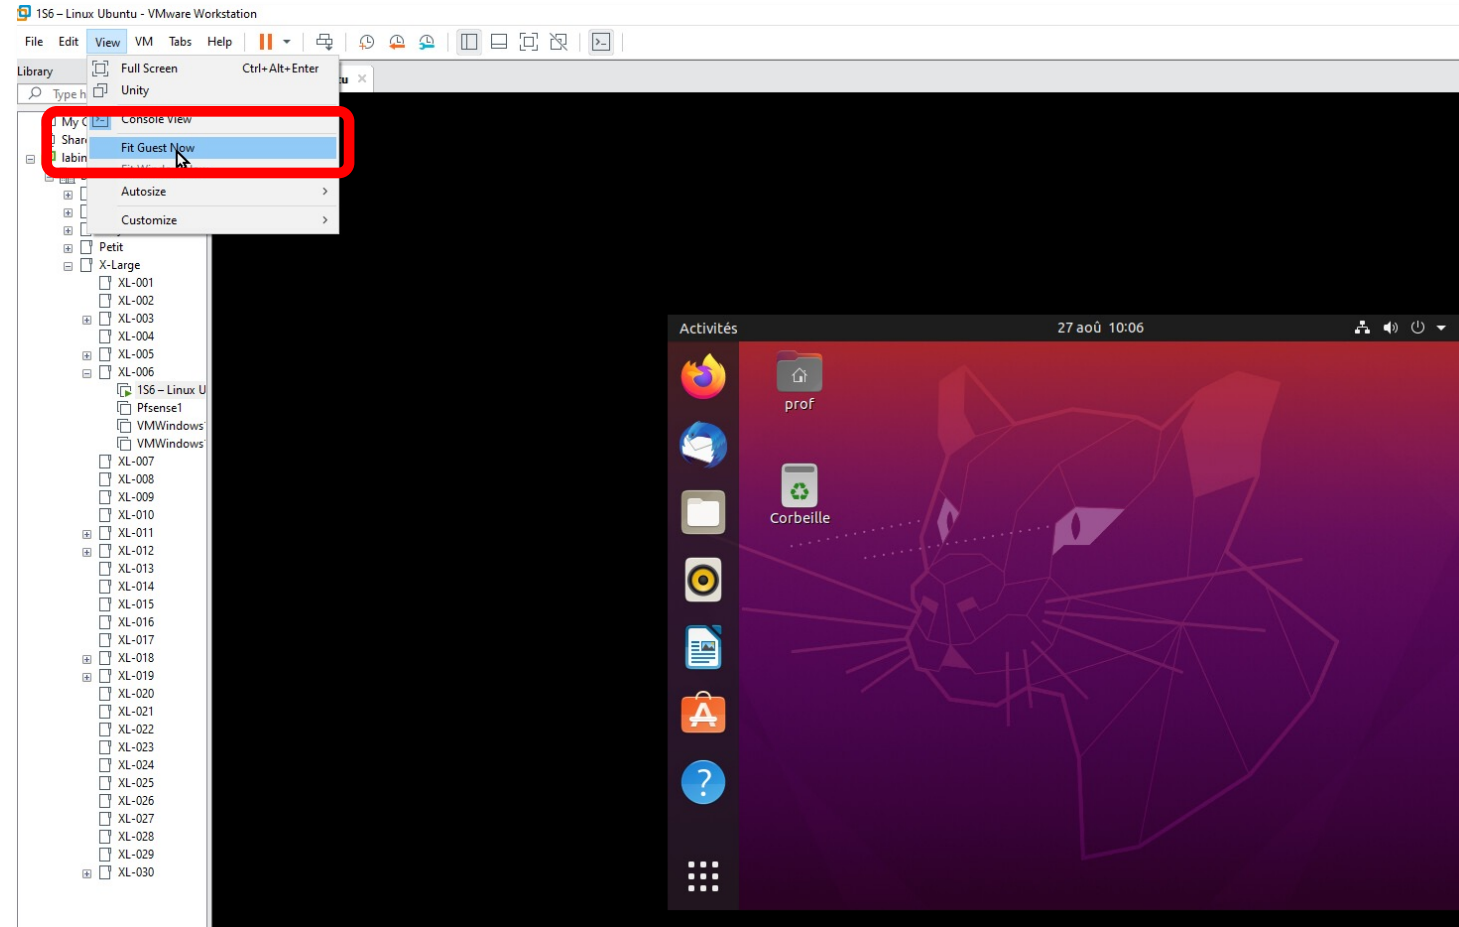 1S6 – Linux Ubuntu - VMware Workstation
File Edit View VM Tabs Help
Library
Type h
Full Screen Ctrl+Alt+Enter
Unity
Console View
Fit Guest Now
Autosize
Customize
tu
My C
Shar
labin
Petit
X-Large
XL-001
XL-002
XL-003
XL-004
XL-005
XL-006
1S6 – Linux U
Pfsense1
VMWindows
VMWindows
XL-007
XL-008
XL-009
XL-010
XL-011
XL-012
XL-013
XL-014
XL-015
XL-016
XL-017
XL-018
XL-019
XL-020
XL-021
XL-022
XL-023
XL-024
XL-025
XL-026
XL-027
XL-028
XL-029
XL-030
Activités 27 aoû 10:06
prof
Corbeille